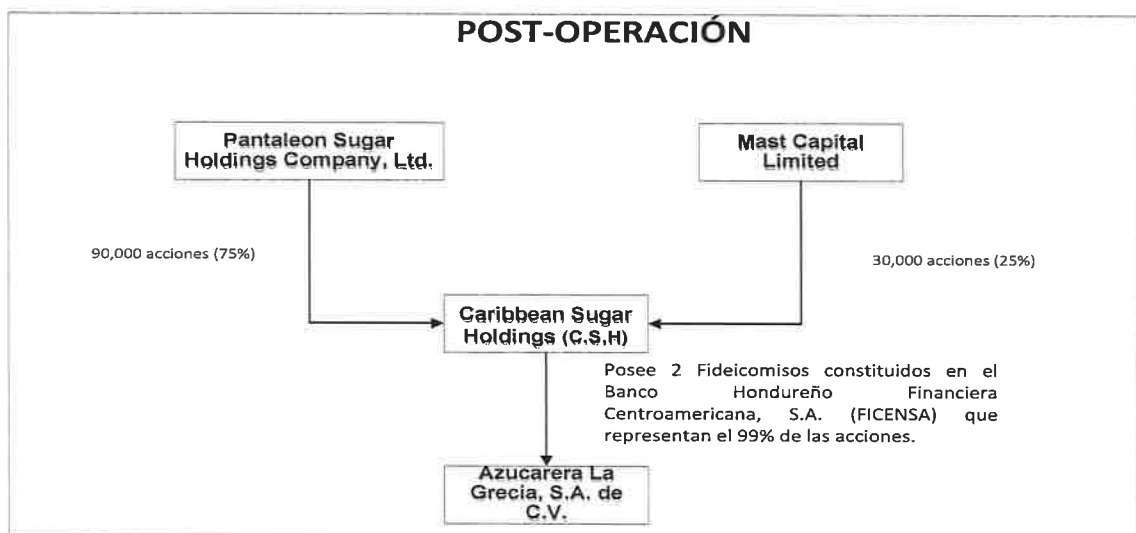 POST-OPERACIÓN
Pantaleon Sugar
Holdings Company, Ltd.
Mast Capital
Limited
90,000 acciones (75%)
30,000 acciones (25%)
Caribbean Sugar
Holdings (C.S.H)
Posee 2 Fideicomisos constituidos en el
Banco Hondureño Financiera
Centroamericana, S.A. (FICENSA) que
representan el 99% de las acciones.
Azucarera La
Grecia, S.A. de
C.V.